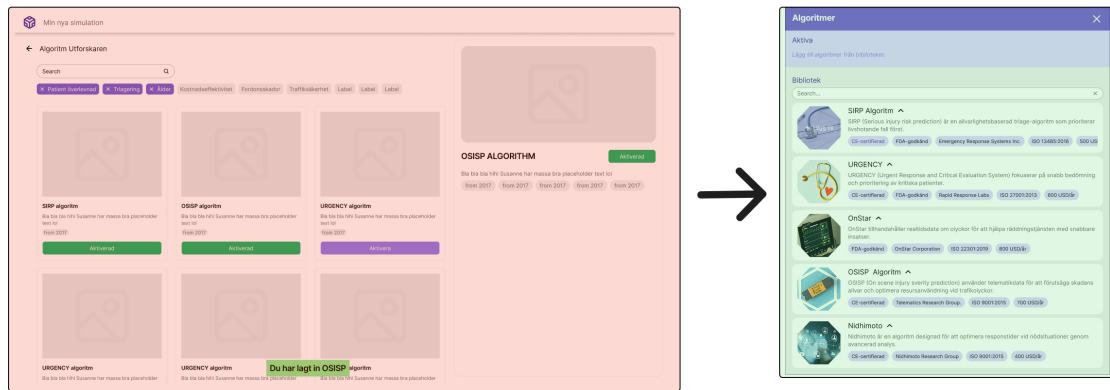 Min nya simulation
Algoritm Utforskaren
Search
Patient överlevnad
Triagering
Ålder
Kostnadseffektivitet
Fordonsskador
Trafiksäkerhet
Label
Label
Label
SIRP algoritm
Bla bla bla hihi Susanne har massa bra placeholder
text lol
from 2017
Aktiverad
OSISP algoritm
Bla bla bla hihi Susanne har massa bra placeholder
text lol
from 2017
Aktiverad
URGENCY algoritm
Bla bla bla hihi Susanne har massa bra placeholder
text lol
from 2017
Aktivera
URGENCY algoritm
Bla bla bla hihi Susanne har massa bra placeholder
URGENCY algoritm
Bla bla bla hihi Susanne har massa bra placeholder
algoritm
Bla bla bla hihi Susanne har massa bra placeholder
Du har lagt in OSISP
OSISP ALGORITHM
Aktiverad
Bla bla bla hihi Susanne har massa bra placeholder text lol
from 2017
from 2017
from 2017
from 2017
from 2017
Algoritmer
Aktiva
Lägg till algoritmer från biblioteket.
Bibliotek
Search...
SIRP Algoritm
SIRP (Serious injury risk prediction) är en allvarlighetsbaserad triage-algoritm som prioriterar
livshotande fall först.
CE-certifierad
FDA-godkänd
Emergency Response Systems Inc.
ISO 13485:2016
500 US
URGENCY
URGENCY (Urgent Response and Critical Evaluation System) fokuserar på snabb bedömning
och prioritering av kritiska patienter.
CE-certifierad
FDA-godkänd
Rapid Response Labs
ISO 27001:2013
600 USD/år
OnStar
OnStar tillhandahåller realtidsdata om olyckor för att hjälpa räddningstjänsten med snabbare
insatser.
FDA-godkänd
OnStar Corporation
ISO 22301:2019
800 USD/år
OSISP Algoritm
OSISP (On scene injury sverity prediction) använder telematikdata för att förutsäga skadans
allvar och optimera resursanvändning vid trafikolyckor.
CE-certifierad
Telematics Research Group.
ISO 9001:2015
700 USD/år
Nidhimoto
Nidhimoto är en algoritm designed för att optimera responstider vid nödsituationer genom
avancerad analys.
CE-certifierad
Nidhimoto Research Group
ISO 9001:2015
400 USD/år